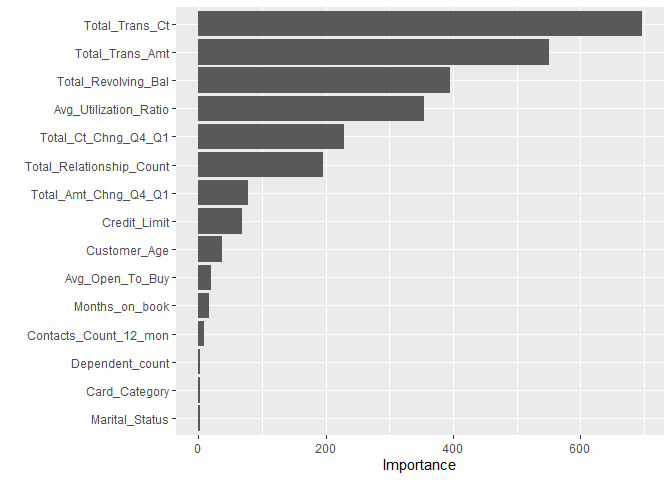 Total_Trans_Ct
Total_Trans_Amt
Total_Revolving_Bal
Avg_Utilization_Ratio
Total_Ct_Chng_Q4_Q1
Total_Relationship_Count
Total_Amt_Chng_Q4_Q1
Credit_Limit
Customer_Age
Avg_Open_To_Buy
Months_on_book
Contacts_Count_12_mon
Dependent_count
Card_Category
Marital_Status
0 200 400 600
Importance